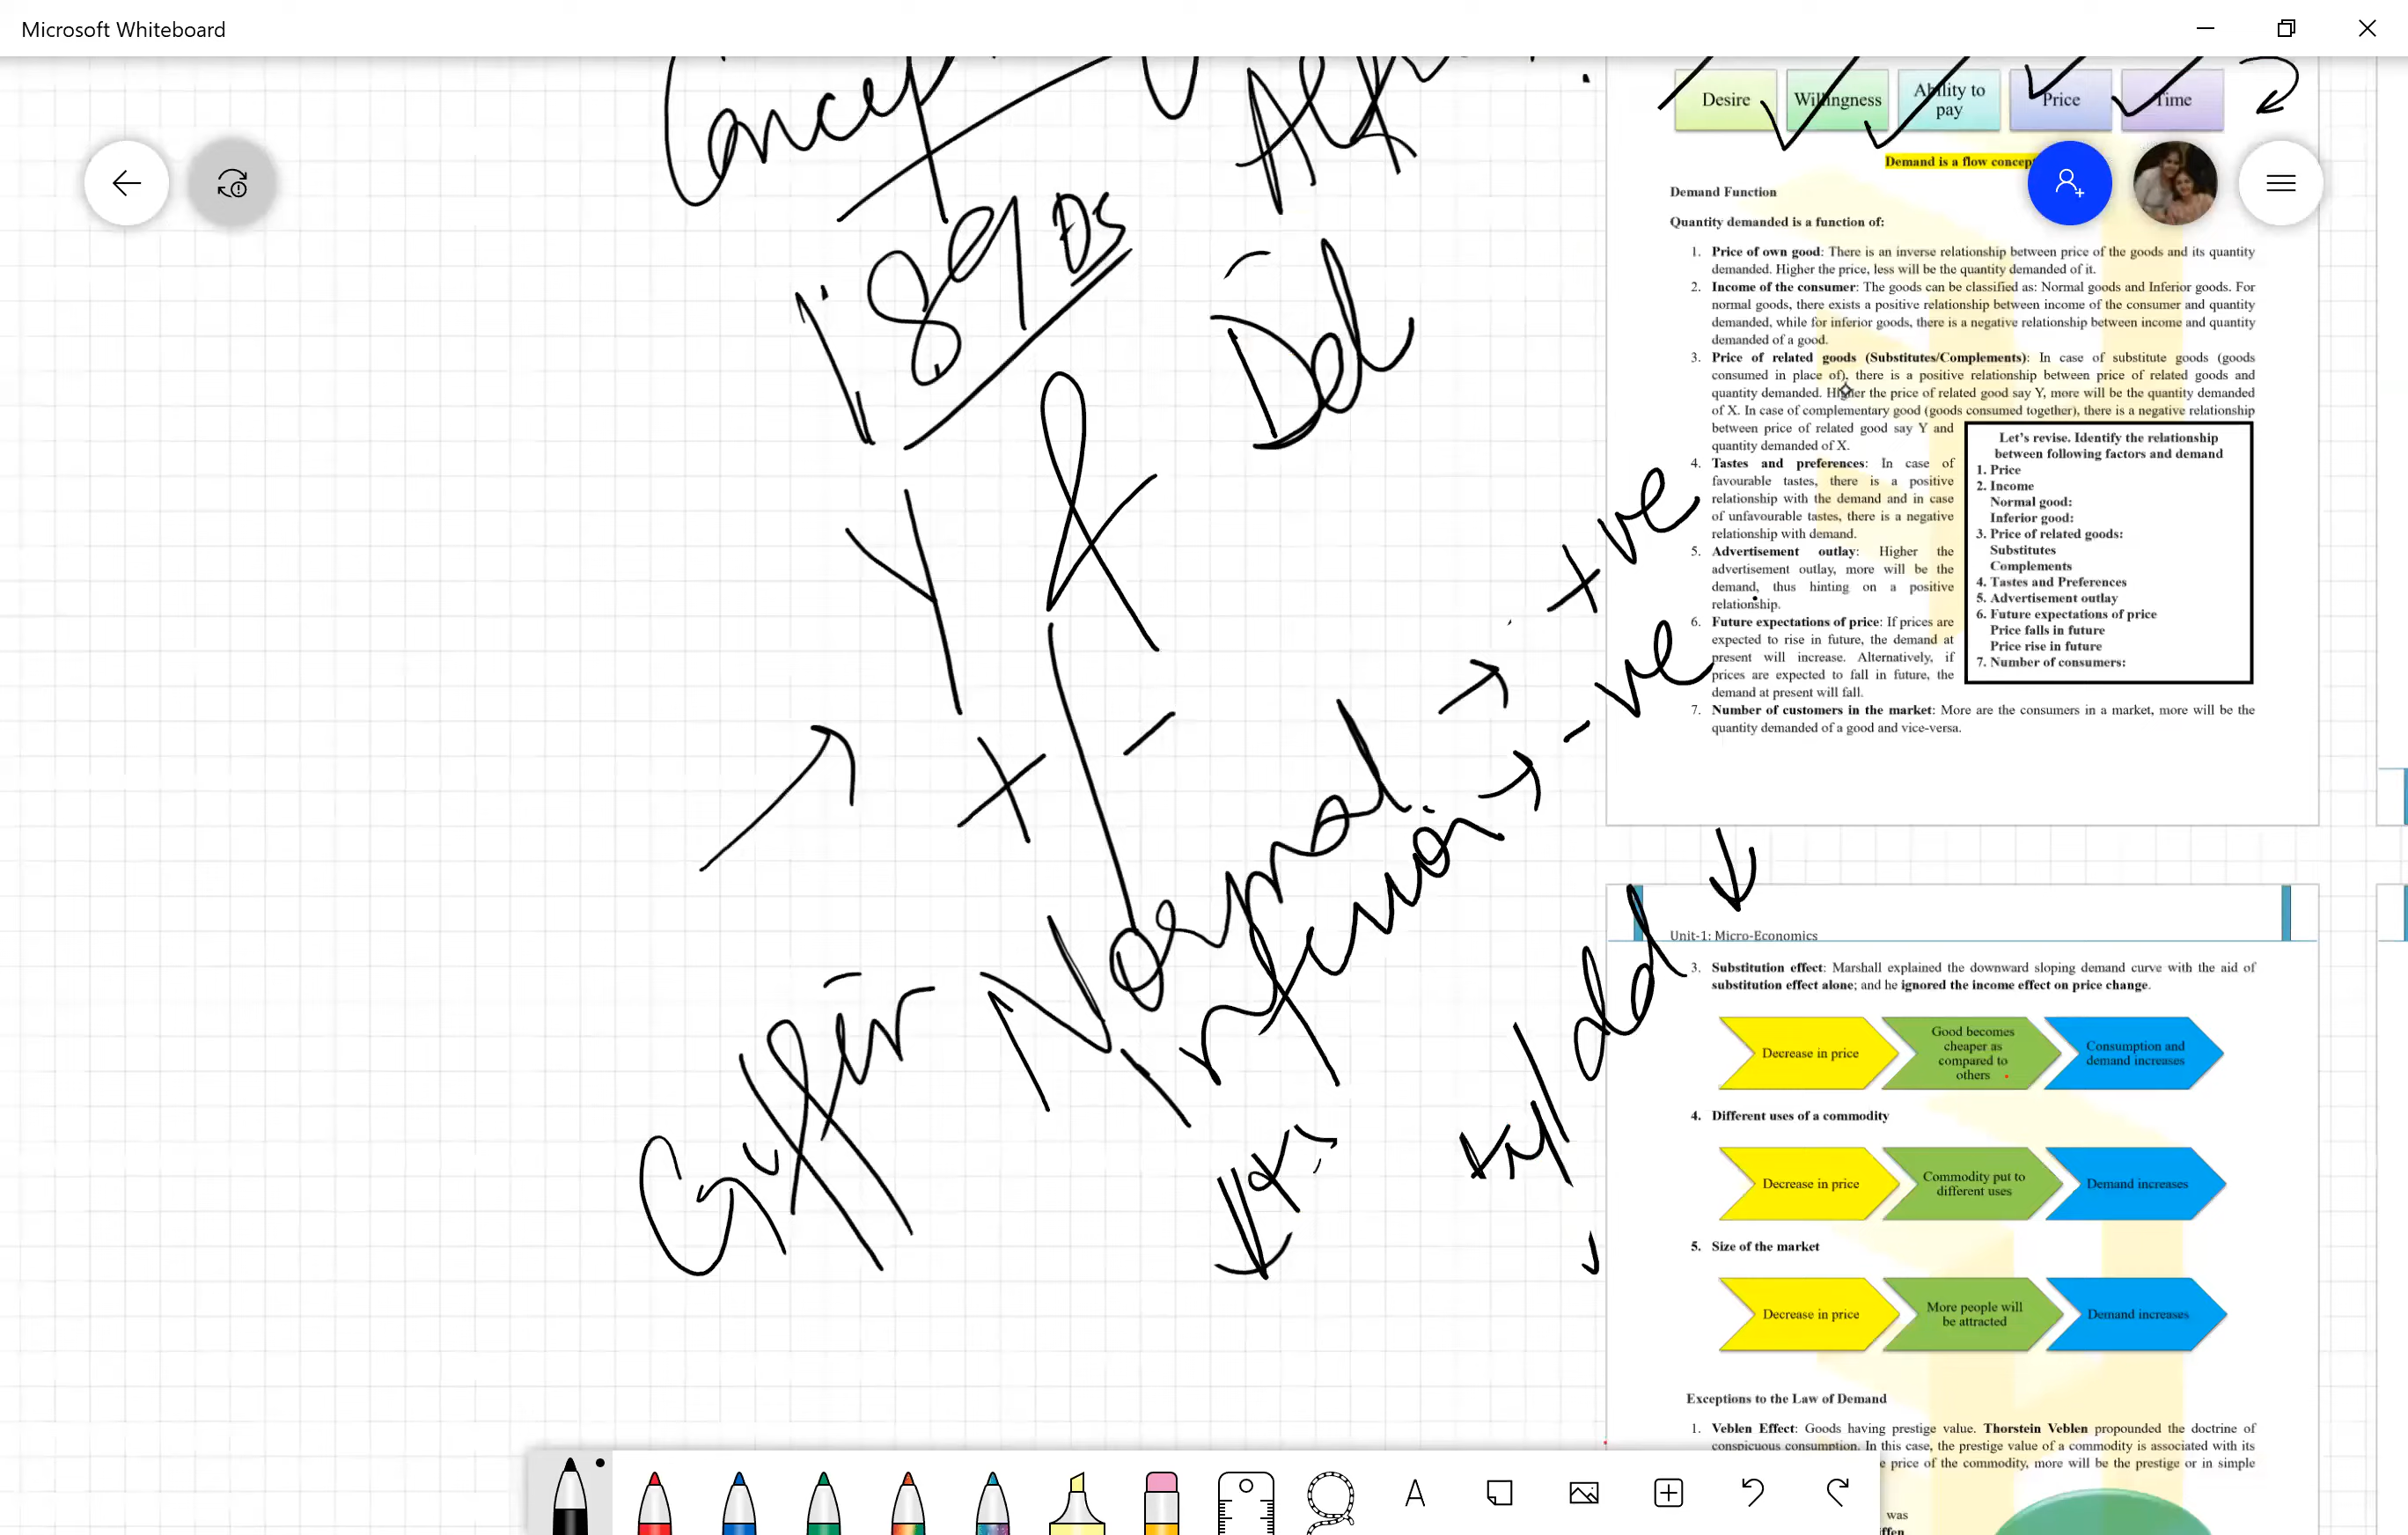 Microsoft Whiteboard
Concept
1890s
Y &
+ / -
Normal → +ve
Inferior → -ve
Giffin
Desire
Willingness
Ability to
pay
Price
Time
Demand is a flow concep
Demand Function
Quantity demanded is a function of:
1. Price of own good: There is an inverse relationship between price of the goods and its quantity
demanded. Higher the price, less will be the quantity demanded of it.
2. Income of the consumer: The goods can be classified as: Normal goods and Inferior goods. For
normal goods, there exists a positive relationship between income of the consumer and quantity
demanded, while for inferior goods, there is a negative relationship between income and quantity
demanded of a good.
3. Price of related goods (Substitutes/Complements): In case of substitute goods (goods
consumed in place of), there is a positive relationship between price of related goods and
quantity demanded. Higher the price of related good say Y, more will be the quantity demanded
of X. In case of complementary good (goods consumed together), there is a negative relationship
between price of related good say Y and
quantity demanded of X.
4. Tastes and preferences: In case of
favourable tastes, there is a positive
relationship with the demand and in case
of unfavourable tastes, there is a negative
relationship with demand.
5. Advertisement outlay: Higher the
advertisement outlay, more will be the
demand, thus hinting on a positive
relationship.
6. Future expectations of price: If prices are
expected to rise in future, the demand at
present will increase. Alternatively, if
prices are expected to fall in future, the
demand at present will fall.
7. Number of customers in the market: More are the consumers in a market, more will be the
quantity demanded of a good and vice-versa.
Let's revise. Identify the relationship
between following factors and demand
1. Price
2. Income
Normal good:
Inferior good:
3. Price of related goods:
Substitutes
Complements
4. Tastes and Preferences
5. Advertisement outlay
6. Future expectations of price
Price falls in future
Price rise in future
7. Number of consumers:
Unit-1: Micro-Economics
3. Substitution effect: Marshall explained the downward sloping demand curve with the aid of
substitution effect alone; and he ignored the income effect on price change.
Decrease in price
Good becomes
cheaper as
compared to
others
Consumption and
demand increases
4. Different uses of a commodity
Decrease in price
Commodity put to
different uses
Demand increases
5. Size of the market
Decrease in price
More people will
be attracted
Demand increases
Exceptions to the Law of Demand
1. Veblen Effect: Goods having prestige value. Thorstein Veblen propounded the doctrine of
conspicuous consumption. In this case, the prestige value of a commodity is associated with its
e price of the commodity, more will be the prestige or in simple
was
iffen
A